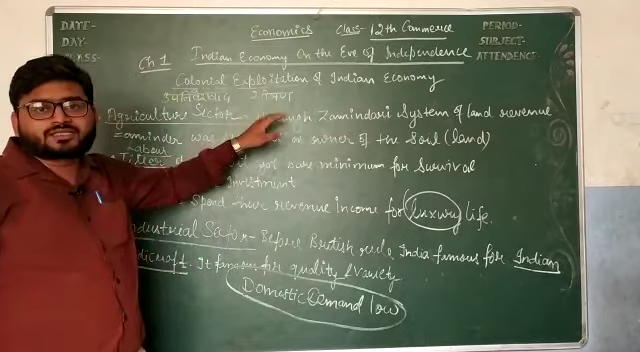 DATE-
DAY-
CLASS-
Economics Class- 12th Commerce
PERIOD-
SUBJECT-
ATTENDENCE-
Ch 1 Indian Economy On the Eve of Independence
Colonial Exploitation of Indian Economy
उपनिवेशवाद शोषण
Agriculture Sector - Zamindari System of land revenue
Zaminder was owner of the Soil (land)
labour
Tiller bare minimum for Survival
Investment
Spend their revenue income for luxury life.
Industrial Sector - Before British rule India famous for Indian
Handicraft. It famous for quality & Variety
Domestic Demand low